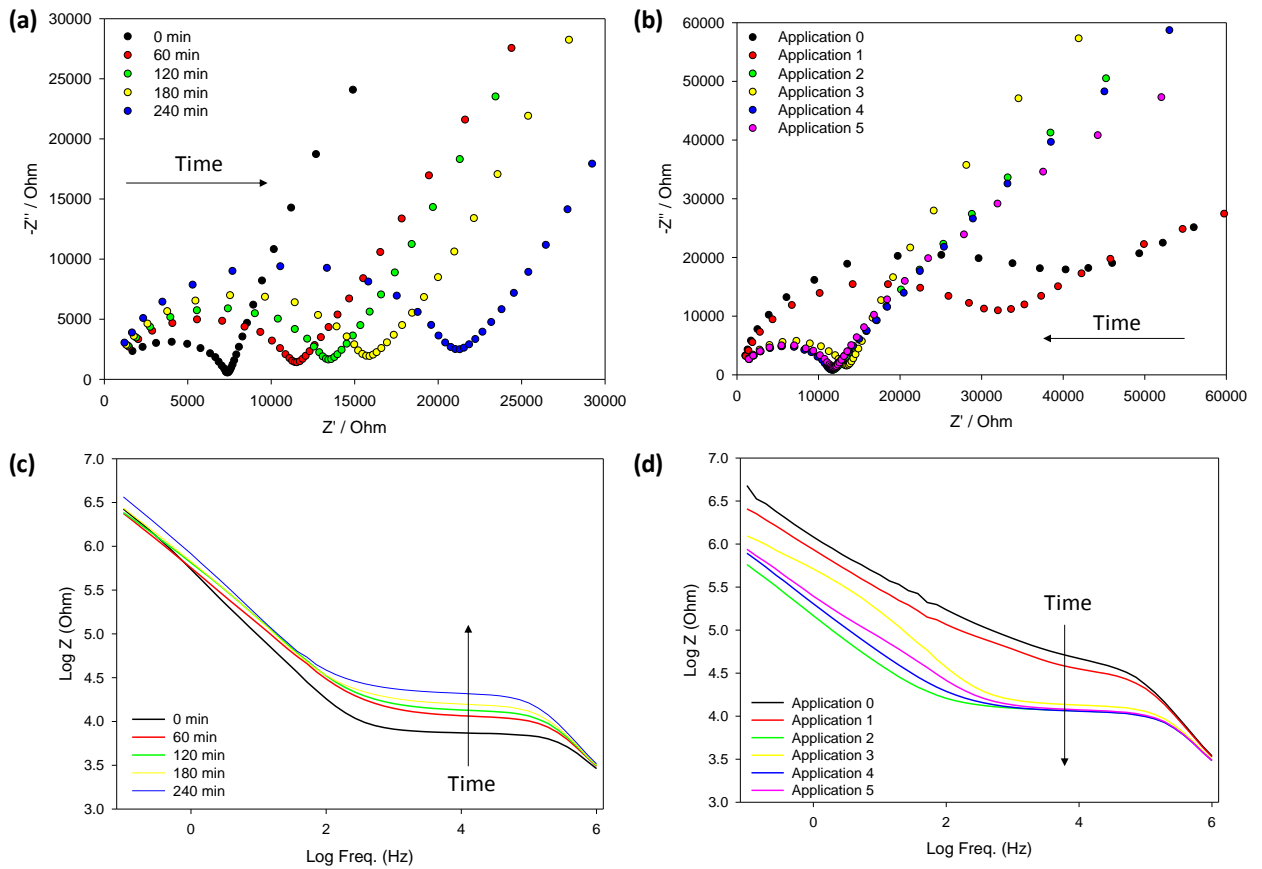 (a)
30000
25000
20000
15000
10000
5000
0
-Z'' / Ohm
0 min
60 min
120 min
180 min
240 min
Time
0
5000
10000
15000
20000
25000
30000
Z' / Ohm
(b)
60000
50000
40000
30000
20000
10000
0
-Z'' / Ohm
Application 0
Application 1
Application 2
Application 3
Application 4
Application 5
Time
0
10000
20000
30000
40000
50000
60000
Z' / Ohm
(c)
7.0
6.5
6.0
5.5
5.0
4.5
4.0
3.5
3.0
Log Z (Ohm)
0 min
60 min
120 min
180 min
240 min
Time
0
2
4
6
Log Freq. (Hz)
(d)
7.0
6.5
6.0
5.5
5.0
4.5
4.0
3.5
3.0
Log Z (Ohm)
Time
Application 0
Application 1
Application 2
Application 3
Application 4
Application 5
0
2
4
6
Log Freq. (Hz)